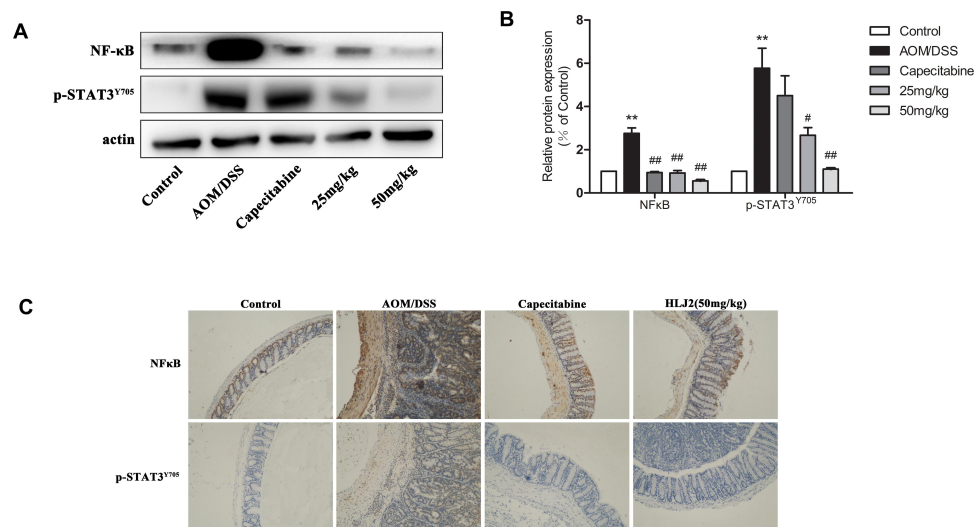 A
NF-κB
p-STAT3Y705
actin
Control
AOM/DSS
Capecitabine
25mg/kg
50mg/kg
B
Relative protein expression
(% of Control)
8
6
4
2
0
**
##
##
##
**
#
##
NFκB
p-STAT3Y705
Control
AOM/DSS
Capecitabine
25mg/kg
50mg/kg
C
Control
AOM/DSS
Capecitabine
HLJ2(50mg/kg)
NFκB
p-STAT3Y705